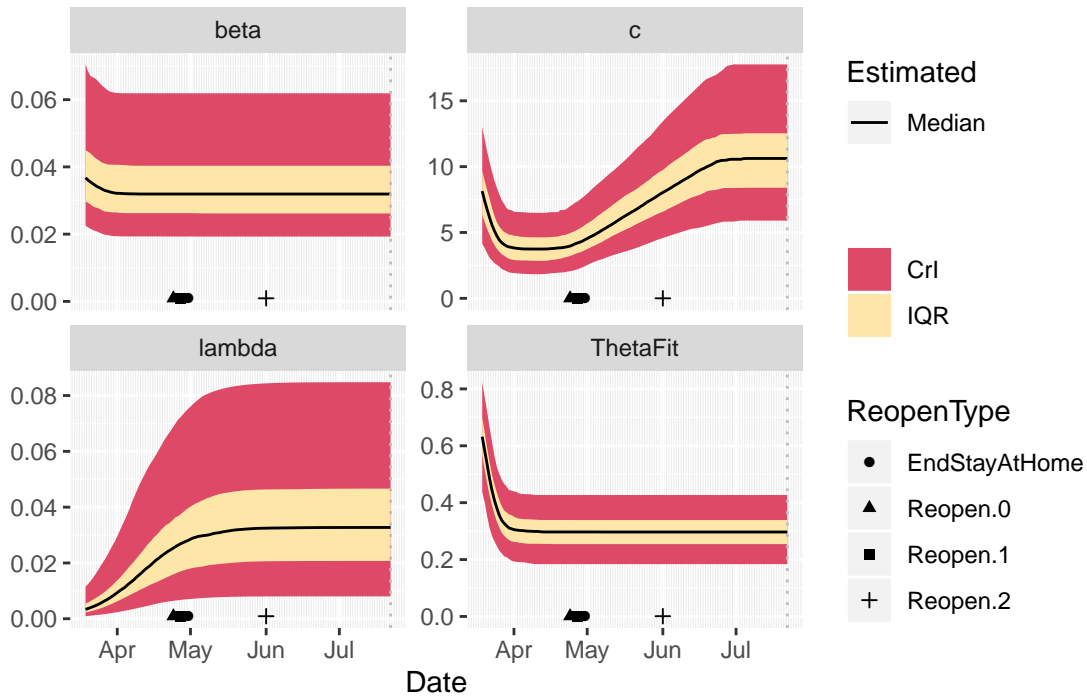 beta
c
0.06
0.04
0.02
0.00
15
10
5
0
lambda
ThetaFit
0.08
0.06
0.04
0.02
0.00
0.8
0.6
0.4
0.2
0.0
Apr May Jun Jul
Apr May Jun Jul
Date
Estimated
Median
CrI
IQR
ReopenType
EndStayAtHome
Reopen.0
Reopen.1
Reopen.2